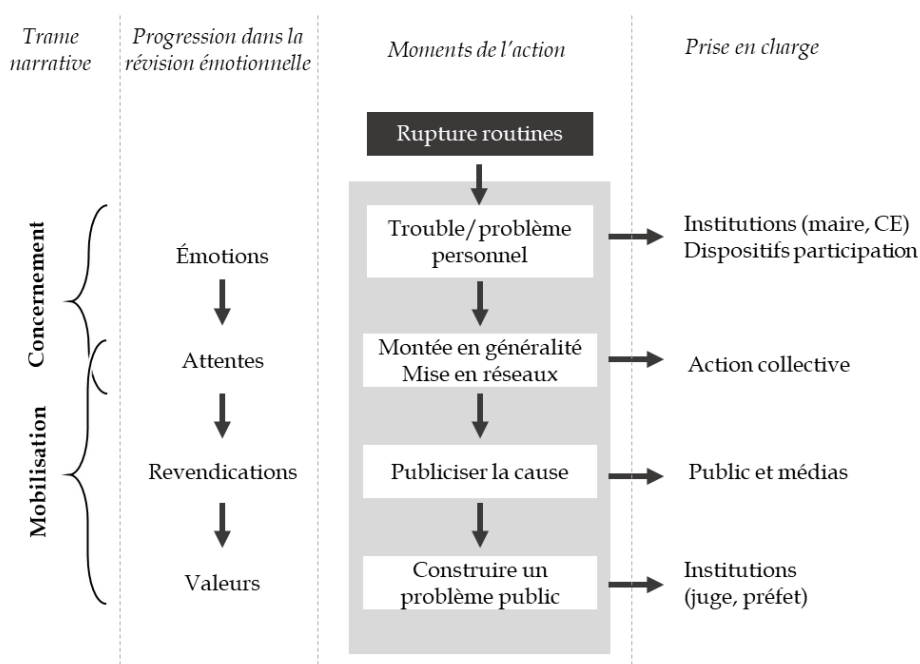 Trame
narrative
Progression dans la
révision émotionnelle
Moments de l’action
Prise en charge
Rupture routines
Concernement
Émotions
Trouble/problème
personnel
Institutions (maire, CE)
Dispositifs participation
Attentes
Montée en généralité
Mise en réseaux
Action collective
Mobilisation
Revendications
Publiciser la cause
Public et médias
Valeurs
Construire un
problème public
Institutions
(juge, préfet)